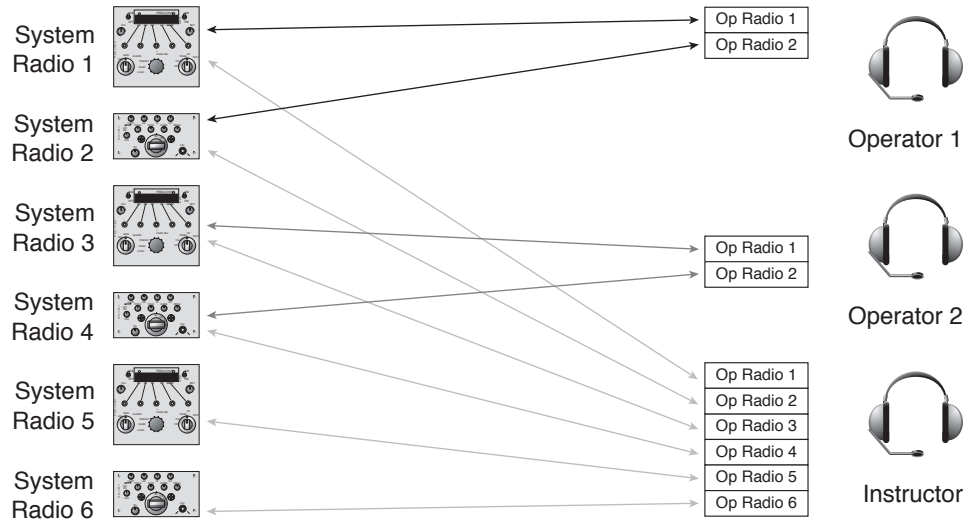 System
Radio 1
System
Radio 2
System
Radio 3
System
Radio 4
System
Radio 5
System
Radio 6
Op Radio 1
Op Radio 2
Operator 1
Op Radio 1
Op Radio 2
Operator 2
Op Radio 1
Op Radio 2
Op Radio 3
Op Radio 4
Op Radio 5
Op Radio 6
Instructor